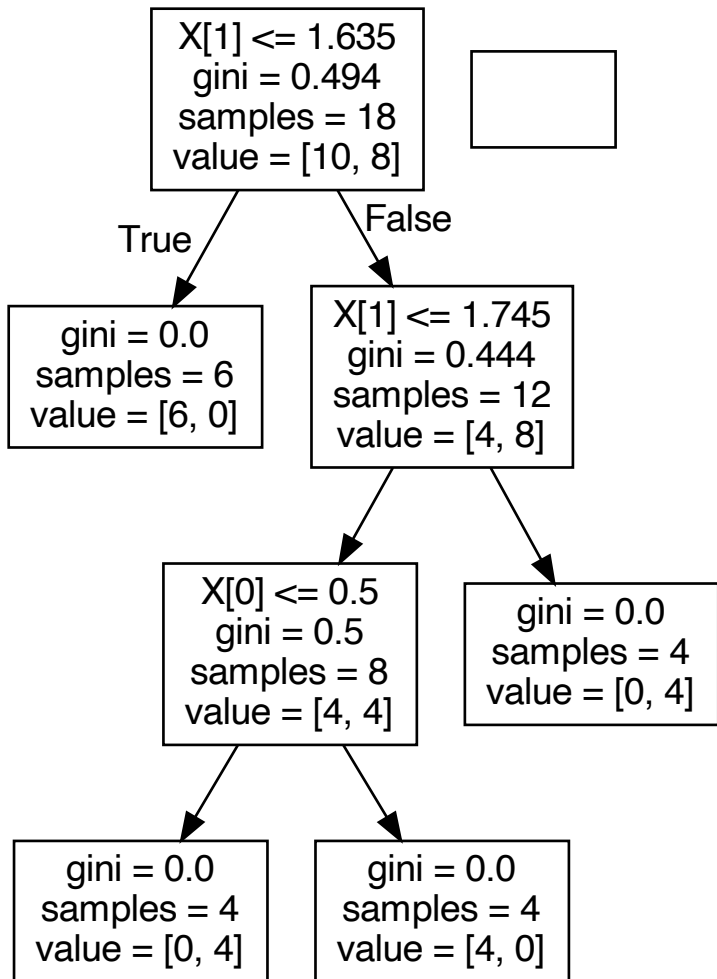 X[1] <= 1.635
gini = 0.494
samples = 18
value = [10, 8]
True
False
gini = 0.0
samples = 6
value = [6, 0]
X[1] <= 1.745
gini = 0.444
samples = 12
value = [4, 8]
X[0] <= 0.5
gini = 0.5
samples = 8
value = [4, 4]
gini = 0.0
samples = 4
value = [0, 4]
gini = 0.0
samples = 4
value = [0, 4]
gini = 0.0
samples = 4
value = [4, 0]